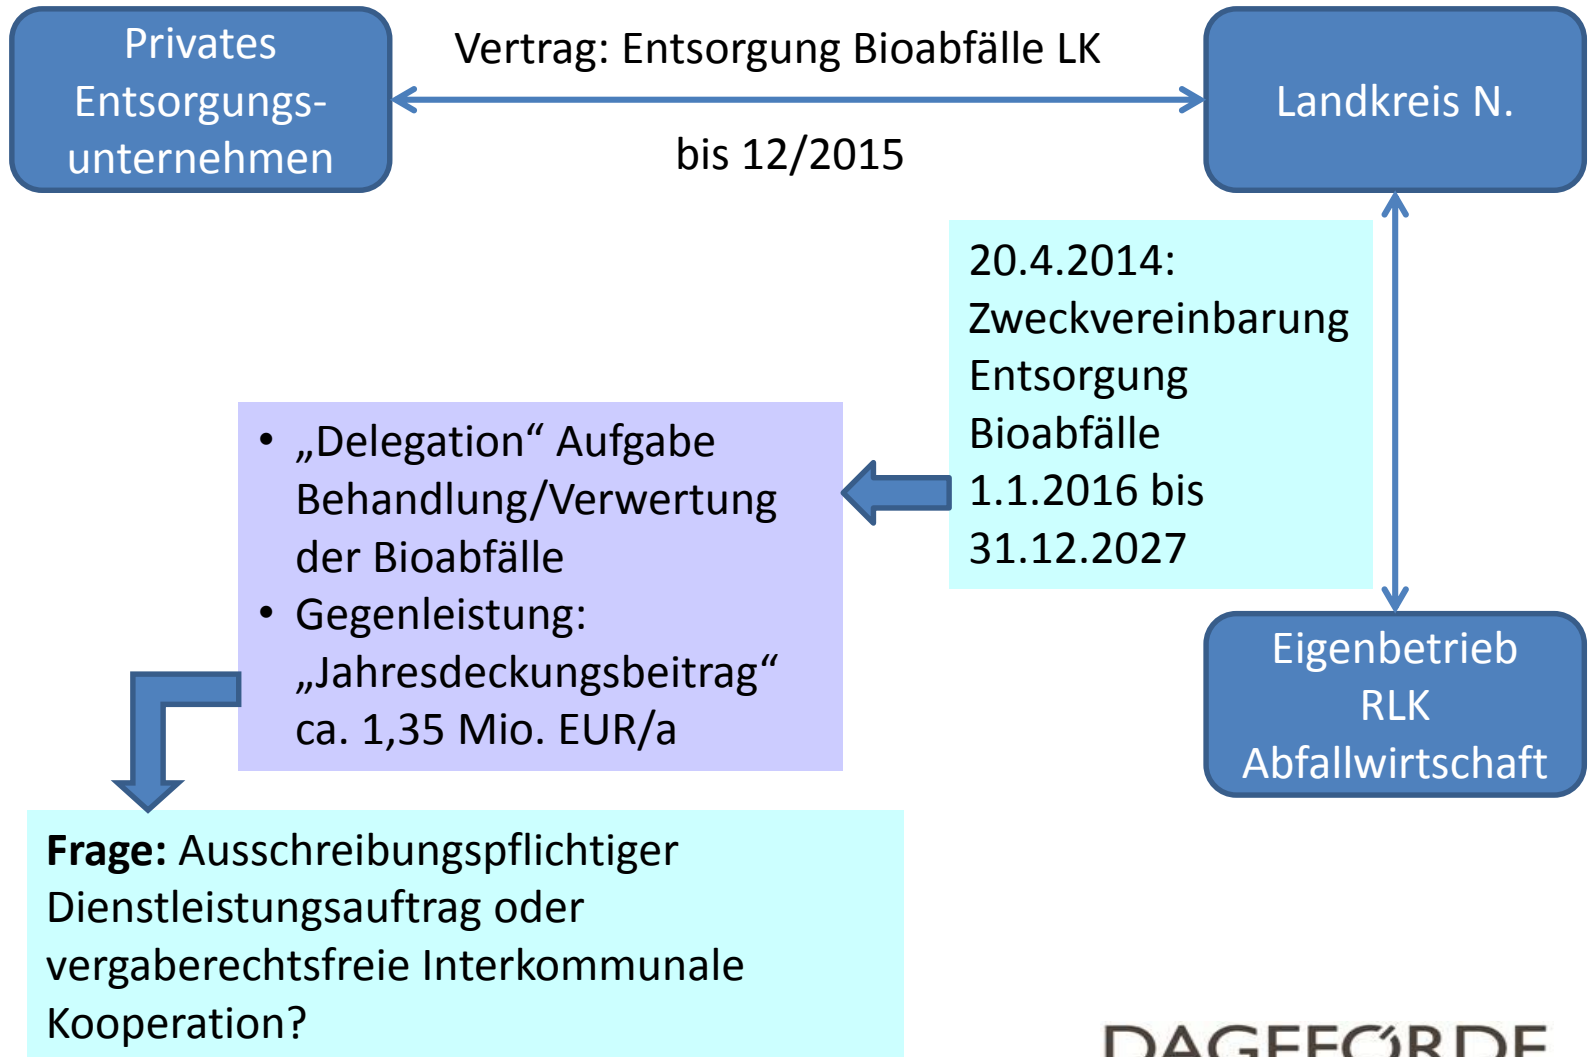 Privates
Entsorgungs-
unternehmen
Vertrag: Entsorgung Bioabfälle LK
bis 12/2015
Landkreis N.
20.4.2014:
Zweckvereinbarung
Entsorgung
Bioabfälle
1.1.2016 bis
31.12.2027
• „Delegation“ Aufgabe
Behandlung/Verwertung
der Bioabfälle
• Gegenleistung:
„Jahresdeckungsbeitrag“
ca. 1,35 Mio. EUR/a
Eigenbetrieb
RLK
Abfallwirtschaft
Frage: Ausschreibungspflichtiger
Dienstleistungsauftrag oder
vergaberechtsfreie Interkommunale
Kooperation?
DAGEFÖRDE